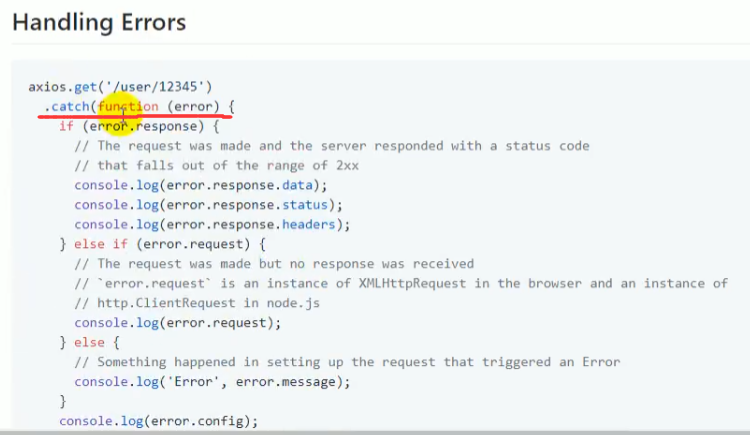 Handling Errors
axios.get('/user/12345')
.catch(function (error) {
if (error.response) {
// The request was made and the server responded with a status code
// that falls out of the range of 2xx
console.log(error.response.data);
console.log(error.response.status);
console.log(error.response.headers);
} else if (error.request) {
// The request was made but no response was received
// `error.request` is an instance of XMLHttpRequest in the browser and an instance of
// http.ClientRequest in node.js
console.log(error.request);
} else {
// Something happened in setting up the request that triggered an Error
console.log('Error', error.message);
}
console.log(error.config);